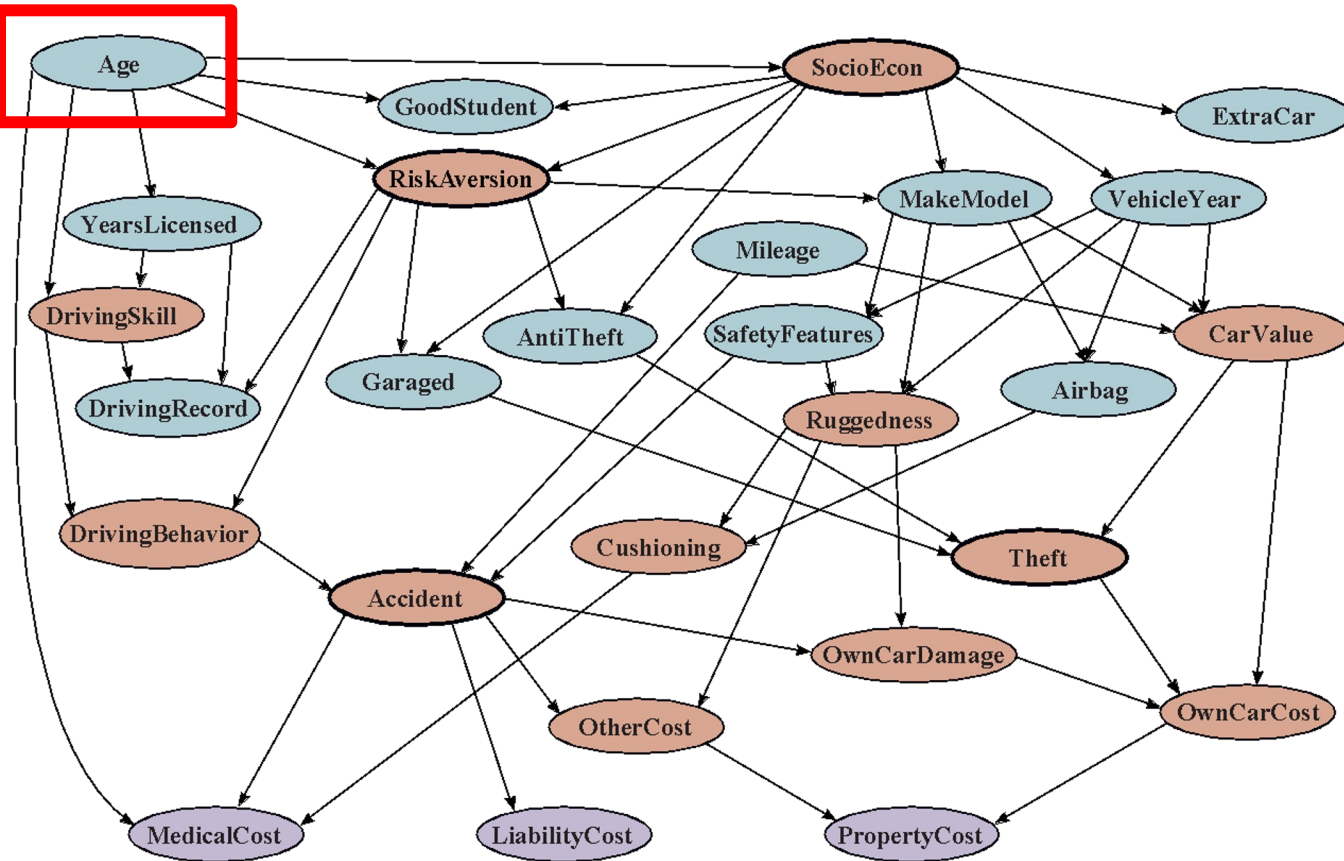 Age
SocioEcon
GoodStudent
ExtraCar
RiskAversion
MakeModel
VehicleYear
YearsLicensed
Mileage
DrivingSkill
AntiTheft
SafetyFeatures
CarValue
Garaged
Airbag
DrivingRecord
Ruggedness
DrivingBehavior
Cushioning
Theft
Accident
OwnCarDamage
OtherCost
OwnCarCost
MedicalCost
LiabilityCost
PropertyCost